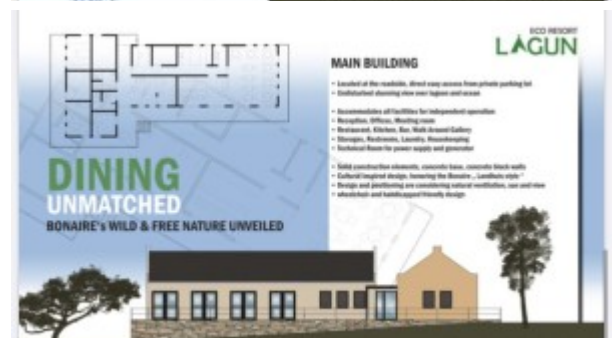 ECO RESORT
LAGUN
MAIN BUILDING
• Located at the roadside, direct easy access from private parking lot
• Undisturbed stunning view over lagoon and ocean
• Accommodates all facilities for independent operation
• Reception, Offices, Meeting room
• Restaurant, Kitchen, Bar, Walk Around Gallery
• Storages, Restrooms, Laundry, Housekeeping
• Technical Room for power supply and generator
• Solid construction elements, concrete base, concrete block walls
• Cultural inspired design, honoring the Bonaire „ Landhuis style "
• Design and positioning are considering natural ventilation, sun and view
• wheelchair and handicapped friendly design
DINING
UNMATCHED
BONAIRE's WILD & FREE NATURE UNVEILED